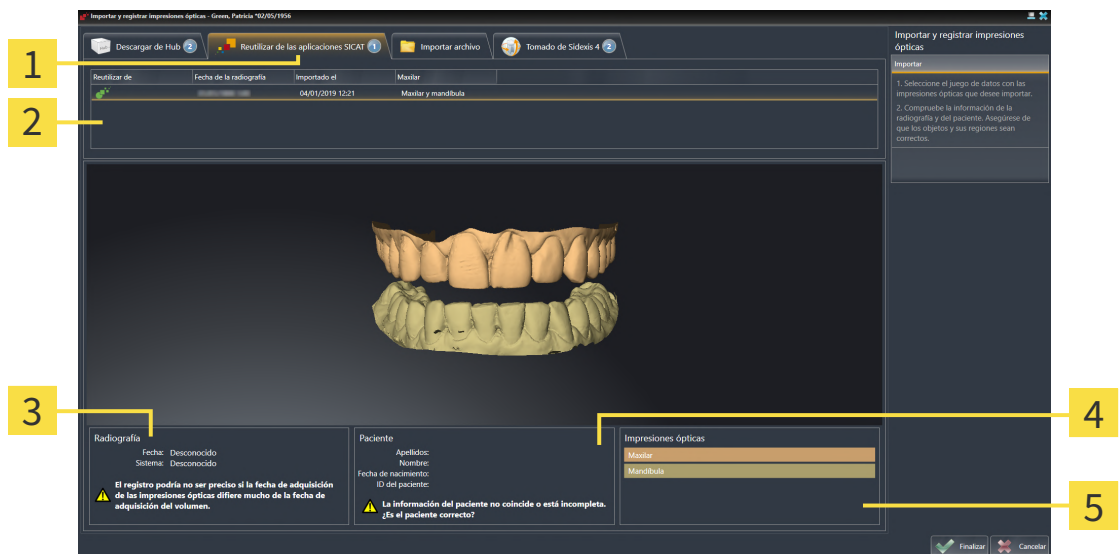 Importar y registrar impresiones ópticas - Green, Patricia *02/05/1956
Descargar de Hub 2
Reutilizar de las aplicaciones SICAT 1
Importar archivo
Tomado de Sidexis 4 2
Reutilizar de Fecha de la radiografía Importado el Maxilar
04/01/2019 12:21 Maxilar y mandíbula
Importar y registrar impresiones
ópticas
Importar
1. Seleccione el juego de datos con las
impresiones ópticas que desee importar.
2. Compruebe la información de la
radiografía y del paciente. Asegúrese de
que los objetos y sus regiones sean
correctos.
1
2
3
4
5
Radiografía
Fecha: Desconocido
Sistema: Desconocido
El registro podría no ser preciso si la fecha de adquisición
de las impresiones ópticas difiere mucho de la fecha de
adquisición del volumen.
Paciente
Apellidos:
Nombre:
Fecha de nacimiento:
ID del paciente:
La información del paciente no coincide o está incompleta.
¿Es el paciente correcto?
Impresiones ópticas
Maxilar
Mandíbula
Finalizar
Cancelar